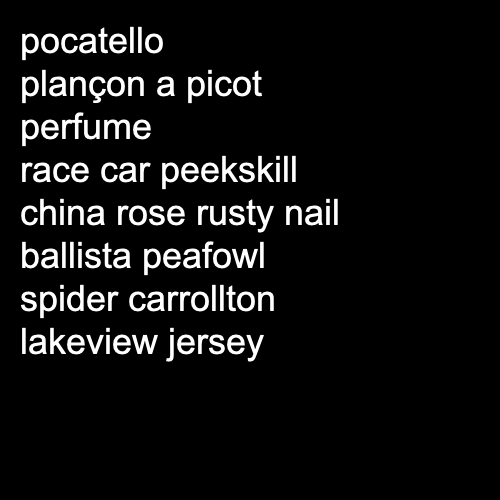 pocatello
plançon a picot
perfume
race car peekskill
china rose rusty nail
ballista peafowl
spider carrollton
lakeview jersey